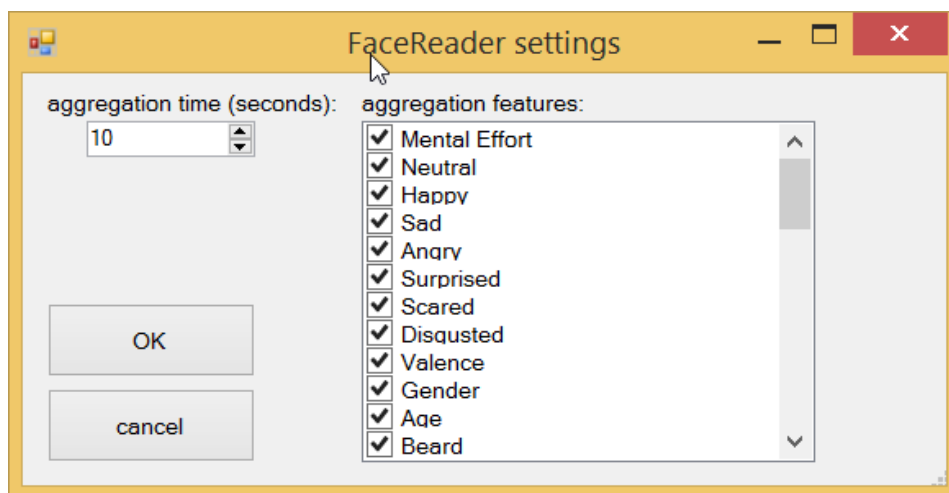 FaceReader settings
aggregation time (seconds):
10
OK
cancel
aggregation features:
Mental Effort
Neutral
Happy
Sad
Angry
Surprised
Scared
Disgusted
Valence
Gender
Age
Beard